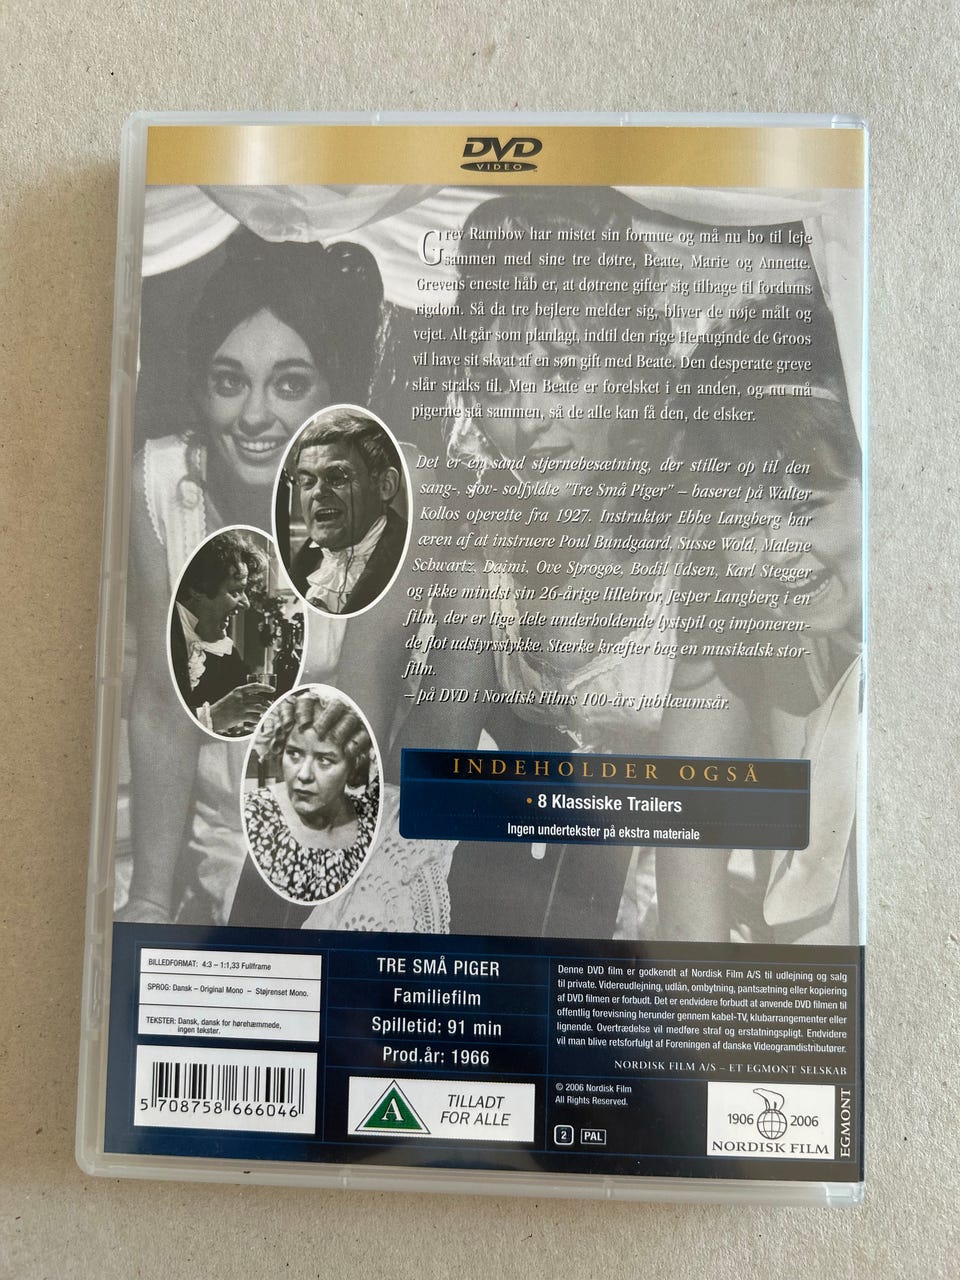 DVD
VIDEO
Grev Rambow har mistet sin formue og må nu bo til leje
sammen med sine tre døtre, Beate, Marie og Annette.
Grevens eneste håb er, at døtrene gifter sig tilbage til fordums
rigdom. Så da tre bejlere melder sig, bliver de nøje målt og
vejet. Alt går som planlagt, indtil den rige Hertuginde de Groos
vil have sit skvat af en søn gift med Beate. Den desperate greve
slår straks til. Men Beate er forelsket i en anden, og nu må
pigerne stå sammen, så de alle kan få den, de elsker.
Det er en sand stjernebesætning, der stiller op til den
sang-, sjov- solfyldte "Tre Små Piger" – baseret på Walter
Kollos operette fra 1927. Instruktør Ebbe Langberg har
æren af at instruere Poul Bundgaard, Susse Wold, Malene
Schwartz, Daimi, Ove Sprogøe, Bodil Udsen, Karl Stegger
og ikke mindst sin 26-årige lillebror, Jesper Langberg i en
film, der er lige dele underholdende lystspil og imponeren-
de flot udstyrsstykke. Stærke kræfter bag en musikalsk stor-
film.
– på DVD i Nordisk Films 100-års jubilæumsår.
INDEHOLDER OGSÅ
• 8 Klassiske Trailers
Ingen undertekster på ekstra materiale
BILLEDFORMAT: 4:3 – 1:1,33 Fullframe
SPROG: Dansk – Original Mono – Støjrenset Mono.
TEKSTER: Dansk, dansk for hørehæmmede,
ingen tekster.
5 708758 666046
TRE SMÅ PIGER
Familiefilm
Spilletid: 91 min
Prod.år: 1966
A
TILLADT
FOR ALLE
Denne DVD film er godkendt af Nordisk Film A/S til udlejning og salg
til private. Videreudlejning, udlån, ombytning, pantsætning eller kopiering
af DVD filmen er forbudt. Det er endvidere forbudt at anvende DVD filmen til
offentlig forevisning herunder gennem kabel-TV, klubarrangementer eller
lignende. Overtrædelse vil medføre straf og erstatningspligt. Endvidere
vil man blive retsforfulgt af Foreningen af danske Videogramdistributører.
NORDISK FILM A/S – ET EGMONT SELSKAB
© 2006 Nordisk Film
All Rights Reserved.
2 PAL
1906 2006
NORDISK FILM
EGMONT